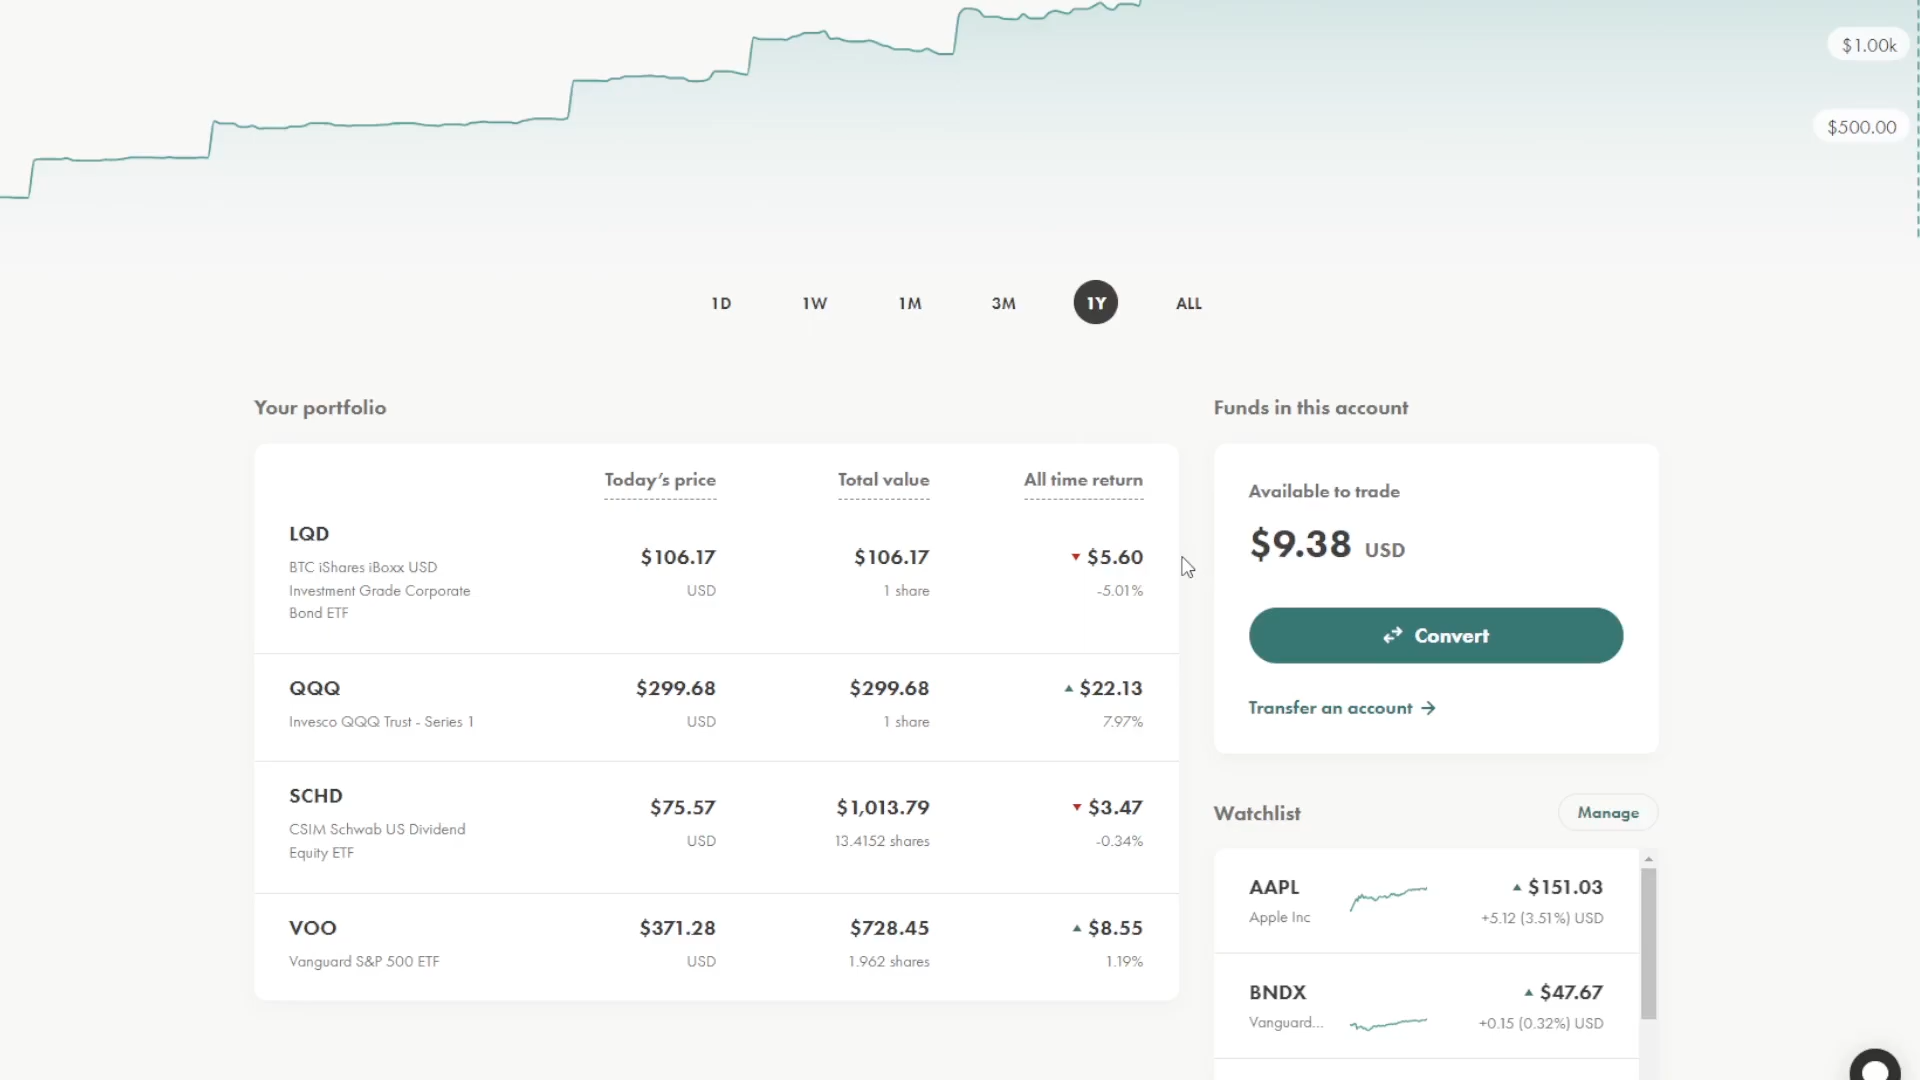 $1.00k
$500.00
1D 1W 1M 3M 1Y ALL
Your portfolio
Today's price Total value All time return
LQD
BTC iShares iBoxx USD
Investment Grade Corporate
Bond ETF
$106.17 $106.17 ▼ $5.60
USD 1 share -5.01%
QQQ
Invesco QQQ Trust - Series 1
$299.68 $299.68 ▲ $22.13
USD 1 share 7.97%
SCHD
CSIM Schwab US Dividend
Equity ETF
$75.57 $1,013.79 ▼ $3.47
USD 13.4152 shares -0.34%
VOO
Vanguard S&P 500 ETF
$371.28 $728.45 ▲ $8.55
USD 1.962 shares 1.19%
Funds in this account
Available to trade
$9.38 USD
Convert
Transfer an account →
Watchlist
Manage
AAPL ▲ $151.03
Apple Inc +5.12 (3.51%) USD
BNDX ▲ $47.67
Vanguard... +0.15 (0.32%) USD